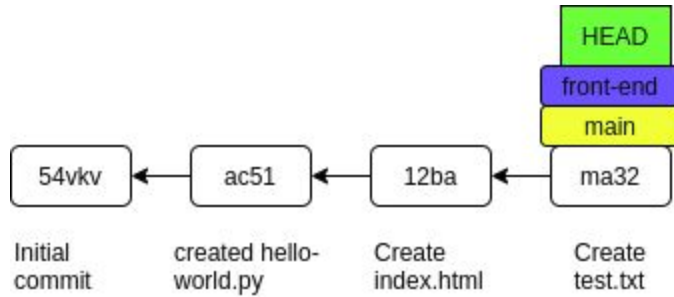 HEAD
front-end
main
54vkv
ac51
12ba
ma32
Initial
commit
created hello-
world.py
Create
index.html
Create
test.txt